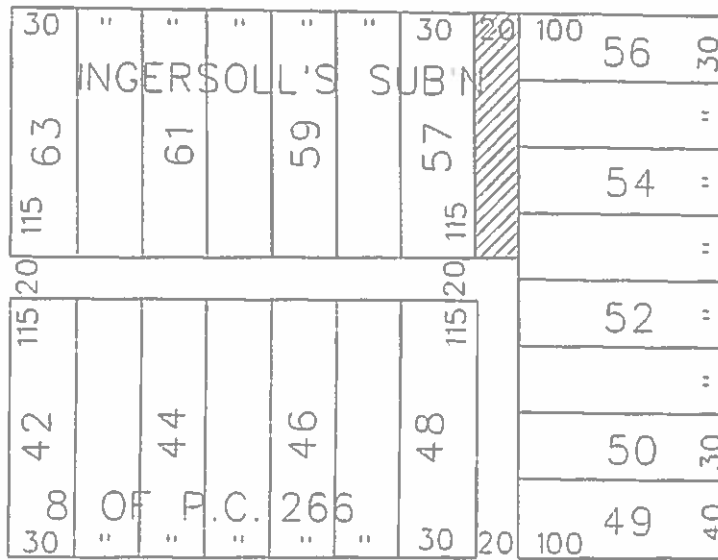 30 " " " " " 30 20 100 56 30
INGERSOLL'S SUB'N
"
63 61 59 57
54 "
115 115
"
20 20
115 115
52 "
"
42 44 46 48
50 30
8 OF P.C. 266
49 40
30 " " " " " 30 20 100